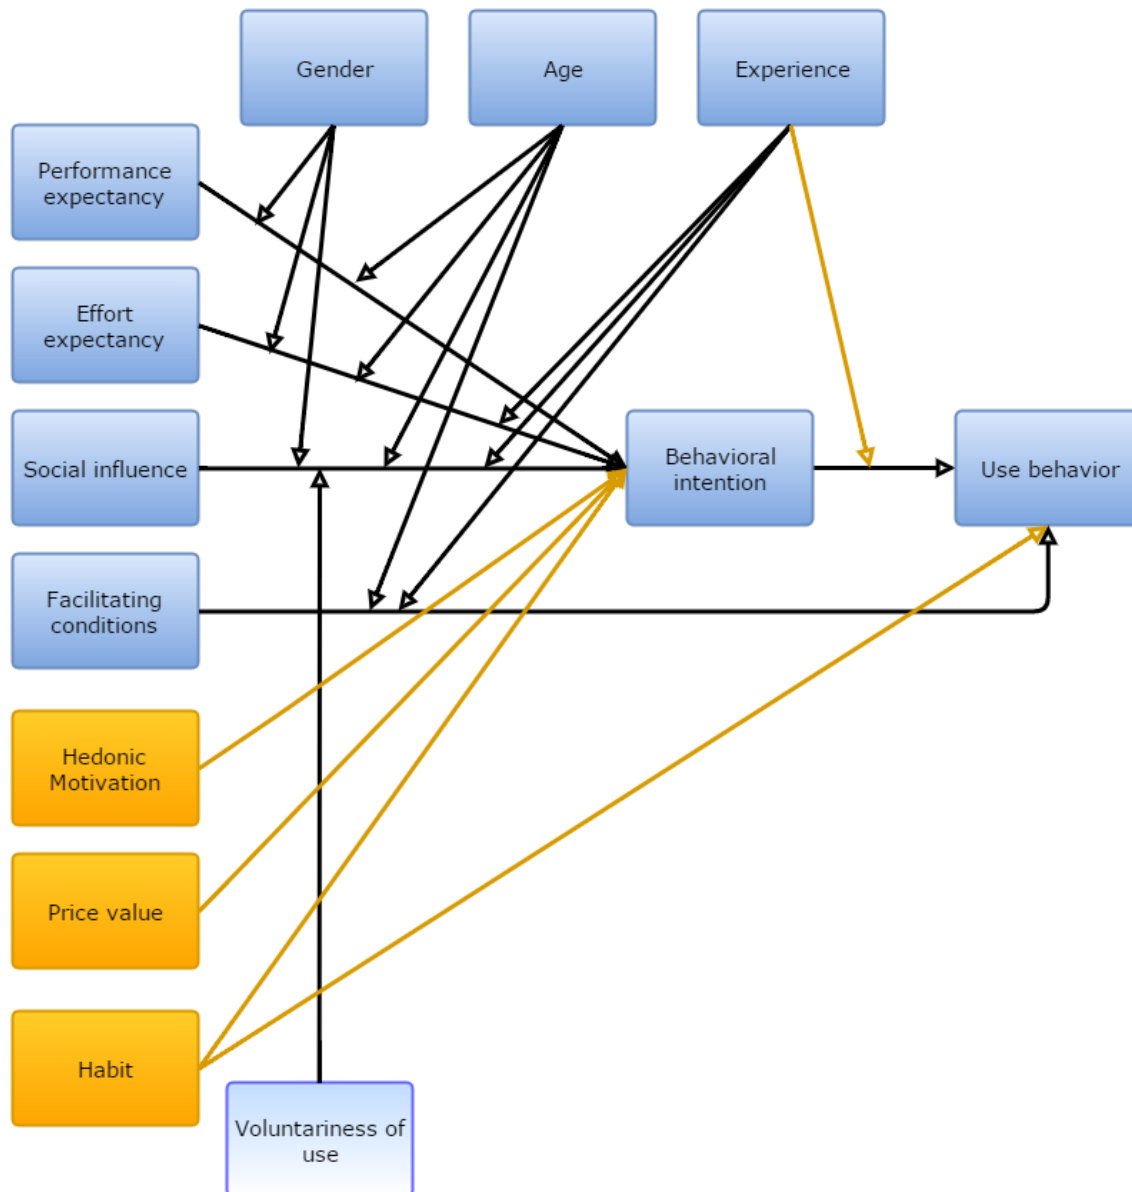 Gender
Age
Experience
Performance
expectancy
Effort
expectancy
Social influence
Behavioral
intention
Use behavior
Facilitating
conditions
Hedonic
Motivation
Price value
Habit
Voluntariness of
use